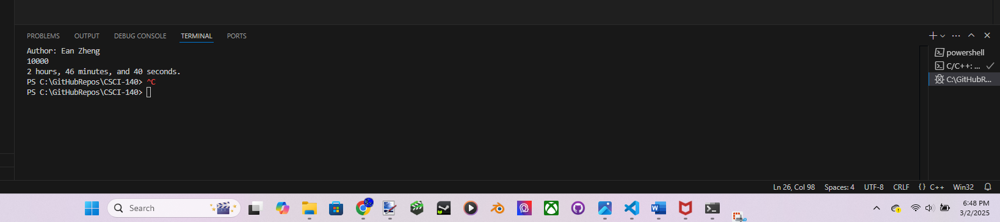 PROBLEMS OUTPUT DEBUG CONSOLE TERMINAL PORTS
Author: Ean Zheng
10000
2 hours, 46 minutes, and 40 seconds.
PS C:\GitHubRepos\CSCI-140> ^C
PS C:\GitHubRepos\CSCI-140>
powershell
C/C++: ...
C:\GitHubR...
Ln 26, Col 98 Spaces: 4 UTF-8 CRLF {} C++ Win32
Search
6:48 PM
3/2/2025